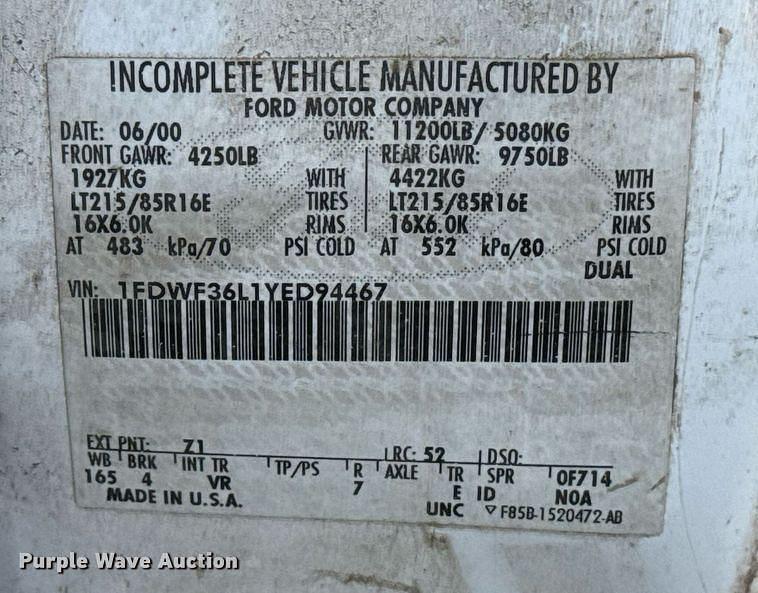 INCOMPLETE VEHICLE MANUFACTURED BY
FORD MOTOR COMPANY
DATE: 06/00 GVWR: 11200LB/ 5080KG
FRONT GAWR: 4250LB REAR GAWR: 9750LB
1927KG WITH 4422KG WITH
LT215/85R16E TIRES LT215/85R16E TIRES
16X6.0K RIMS 16X6.0K RIMS
AT 483 kPa/70 PSI COLD AT 552 kPa/80 PSI COLD
DUAL
VIN: 1FDWF36L1YED94467
EXT PNT: Z1 RC: 52 DSO:
WB BRK INT TR TP/PS R AXLE TR SPR 0F714
165 4 VR 7 E ID NOA
MADE IN U.S.A. UNC F85B-1520472-AB
Purple Wave Auction